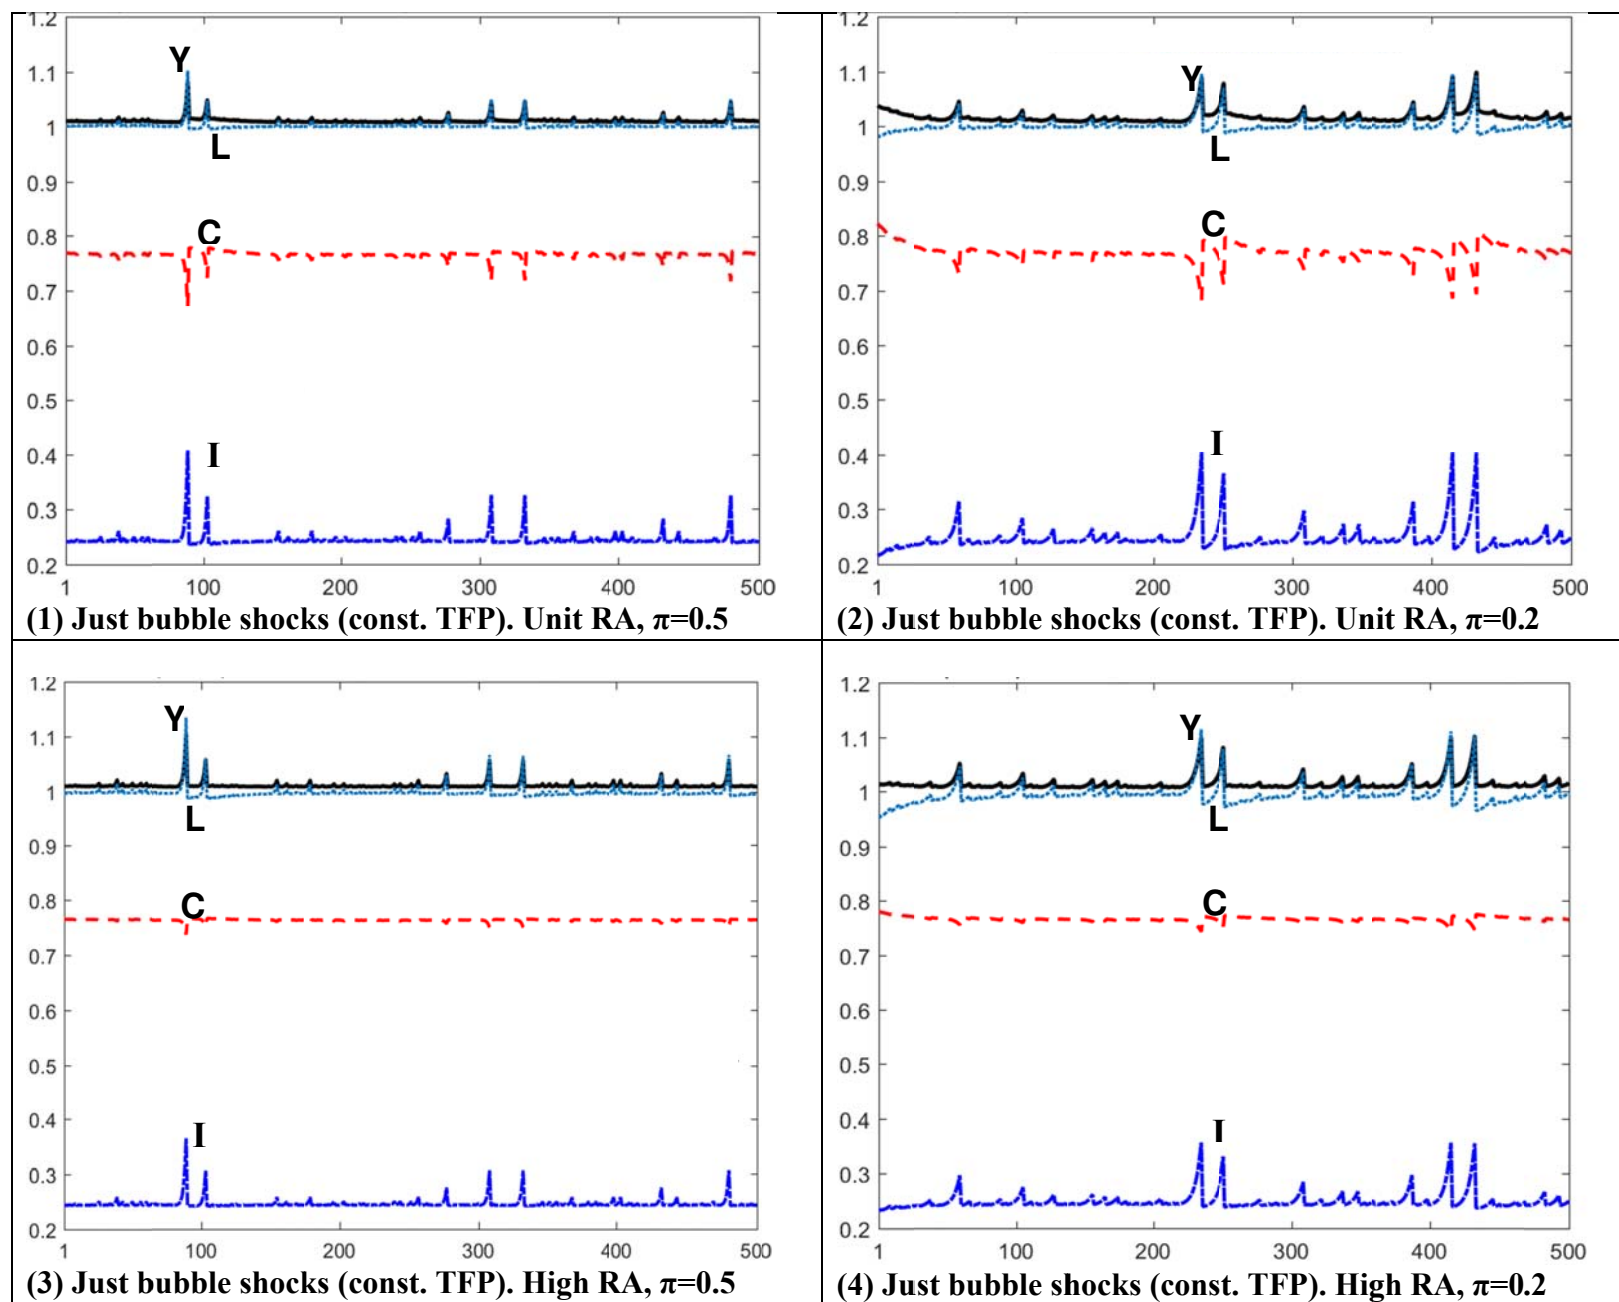 1.2
1.1
1
0.9
0.8
0.7
0.6
0.5
0.4
0.3
0.2
Y
L
C
I
1 100 200 300 400 500
(1) Just bubble shocks (const. TFP). Unit RA, π=0.5
1.2
1.1
1
0.9
0.8
0.7
0.6
0.5
0.4
0.3
0.2
Y
L
C
I
1 100 200 300 400 500
(2) Just bubble shocks (const. TFP). Unit RA, π=0.2
1.2
1.1
1
0.9
0.8
0.7
0.6
0.5
0.4
0.3
0.2
Y
L
C
I
1 100 200 300 400 500
(3) Just bubble shocks (const. TFP). High RA, π=0.5
1.2
1.1
1
0.9
0.8
0.7
0.6
0.5
0.4
0.3
0.2
Y
L
C
I
1 100 200 300 400 500
(4) Just bubble shocks (const. TFP). High RA, π=0.2